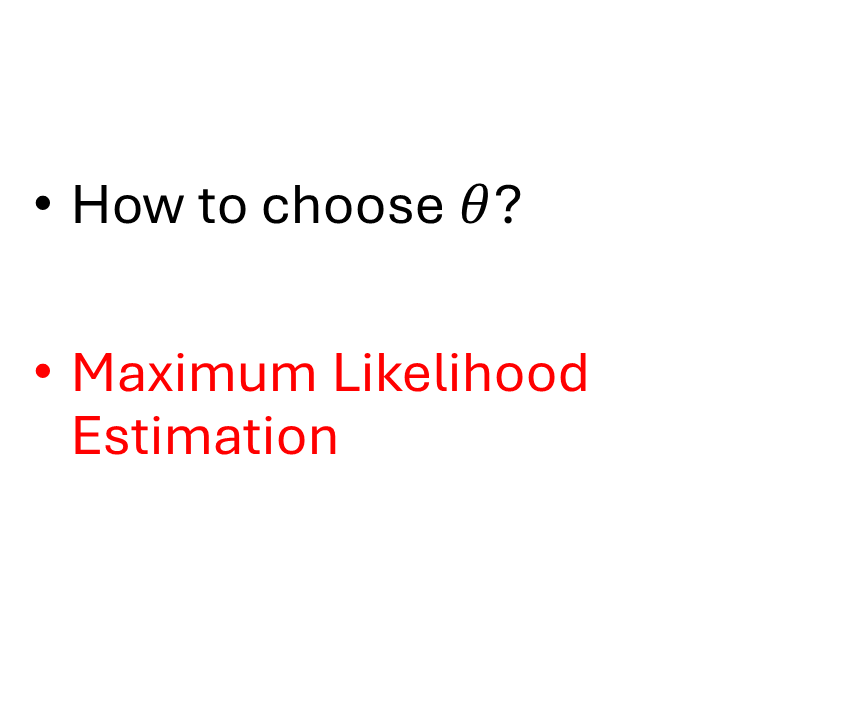 • How to choose θ?
• Maximum Likelihood
Estimation